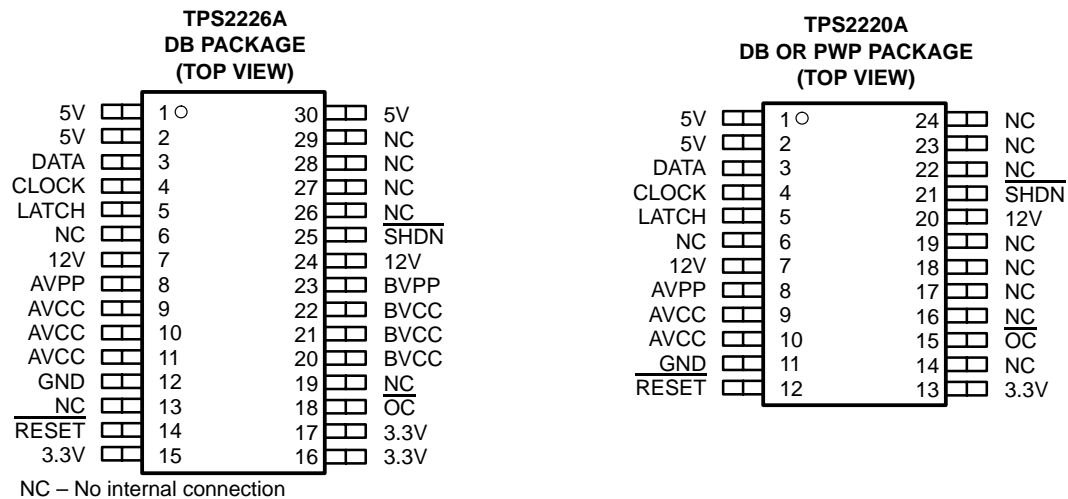 TPS2226A
DB PACKAGE
(TOP VIEW)
5V 1 30 5V
5V 2 29 NC
DATA 3 28 NC
CLOCK 4 27 NC
LATCH 5 26 NC
NC 6 25 SHDN
12V 7 24 12V
AVPP 8 23 BVPP
AVCC 9 22 BVCC
AVCC 10 21 BVCC
AVCC 11 20 BVCC
GND 12 19 NC
NC 13 18 OC
RESET 14 17 3.3V
3.3V 15 16 3.3V
NC – No internal connection
TPS2220A
DB OR PWP PACKAGE
(TOP VIEW)
5V 1 24 NC
5V 2 23 NC
DATA 3 22 NC
CLOCK 4 21 SHDN
LATCH 5 20 12V
NC 6 19 NC
12V 7 18 NC
AVPP 8 17 NC
AVCC 9 16 NC
AVCC 10 15 OC
GND 11 14 NC
RESET 12 13 3.3V